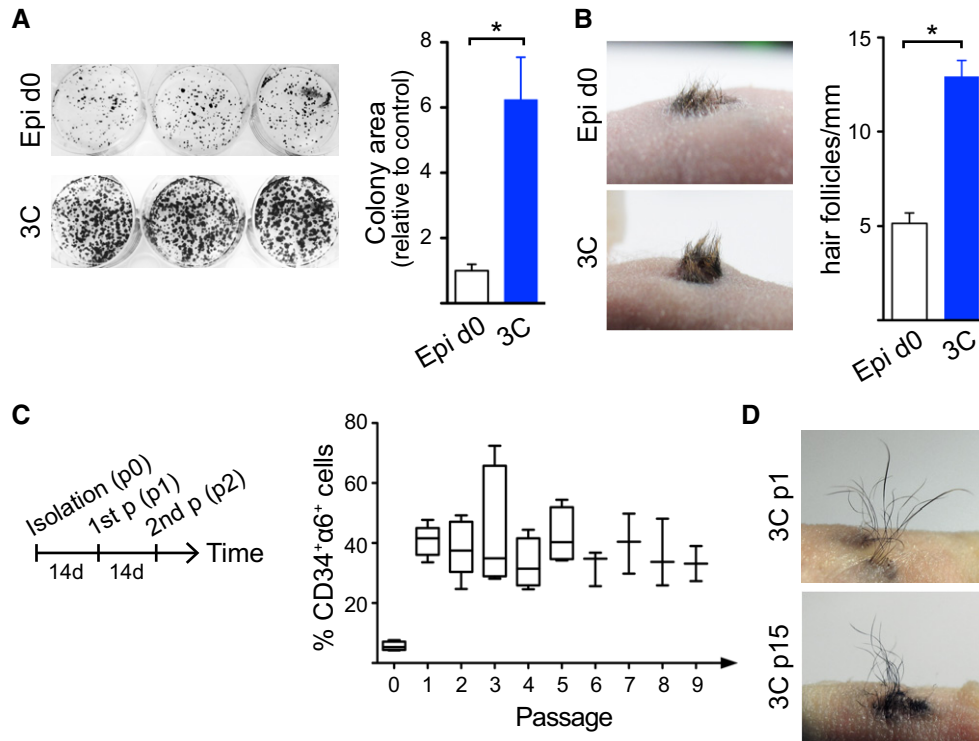 A
Epi d0
3C
Colony area
(relative to control)
8
6
4
2
*
Epi d0
3C
B
Epi d0
3C
hair follicles/mm
15
10
5
*
Epi d0
3C
C
Isolation (p0)
1st p (p1)
2nd p (p2)
Time
14d
14d
% CD34⁺α6⁺ cells
80
60
40
20
0 1 2 3 4 5 6 7 8 9
Passage
D
3C p1
3C p15